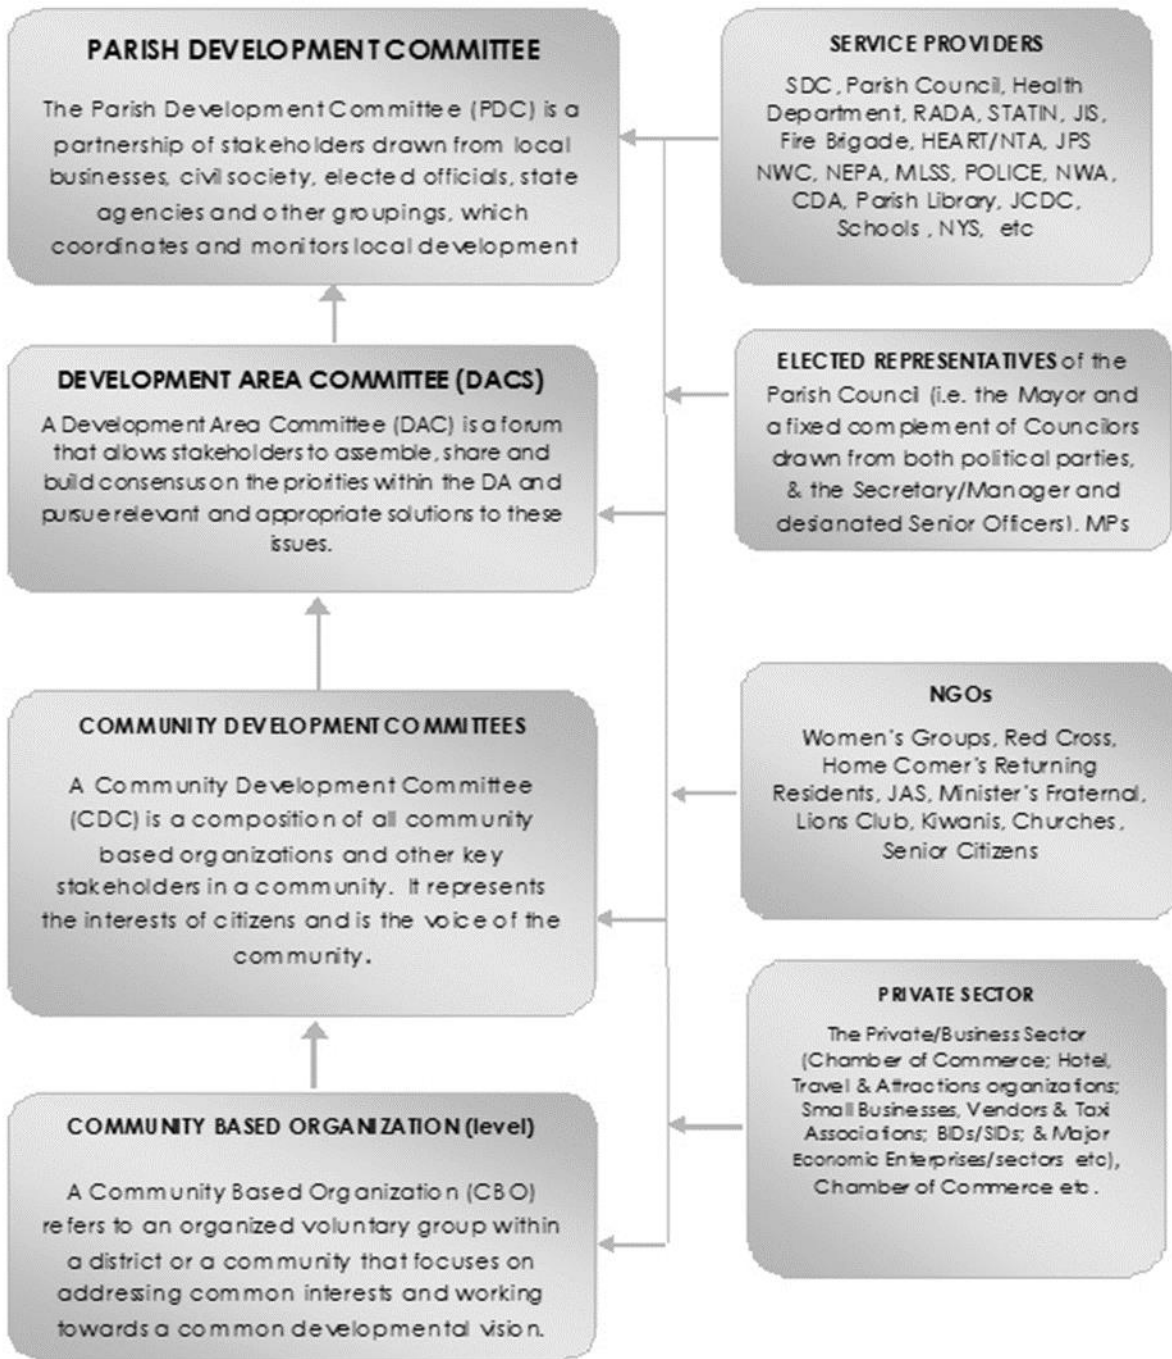 PARISH DEVELOPMENT COMMITTEE
The Parish Development Committee (PDC) is a
partnership of stakeholders drawn from local
businesses, civil society, elected officials, state
agencies and other groupings, which
coordinates and monitors local development
SERVICE PROVIDERS
SDC, Parish Council, Health
Department, RADA, STATIN, JIS,
Fire Brigade, HEART/NTA, JPS
NWC, NEPA, MLSS, POLICE, NWA,
CDA, Parish Library, JCDC,
Schools , NYS, etc
DEVELOPMENT AREA COMMITTEE (DACS)
A Development Area Committee (DAC) is a forum
that allows stakeholders to assemble, share and
build consensus on the priorities within the DA and
pursue relevant and appropriate solutions to these
issues.
ELECTED REPRESENTATIVES of the
Parish Council (i.e. the Mayor and
a fixed complement of Councilors
drawn from both political parties,
& the Secretary/Manager and
designated Senior Officers). MPs
COMMUNITY DEVELOPMENT COMMITTEES
A Community Development Committee
(CDC) is a composition of all community
based organizations and other key
stakeholders in a community. It represents
the interests of citizens and is the voice of the
community.
NGOs
Women's Groups, Red Cross,
Home Comer's Returning
Residents, JAS, Minister's Fraternal,
Lions Club, Kiwanis, Churches,
Senior Citizens
COMMUNITY BASED ORGANIZATION (level)
A Community Based Organization (CBO)
refers to an organized voluntary group within
a district or a community that focuses on
addressing common interests and working
towards a common developmental vision.
PRIVATE SECTOR
The Private/Business Sector
(Chamber of Commerce; Hotel,
Travel & Attractions organizations;
Small Businesses, Vendors & Taxi
Associations; BIDs/SIDs; & Major
Economic Enterprises/sectors etc),
Chamber of Commerce etc.